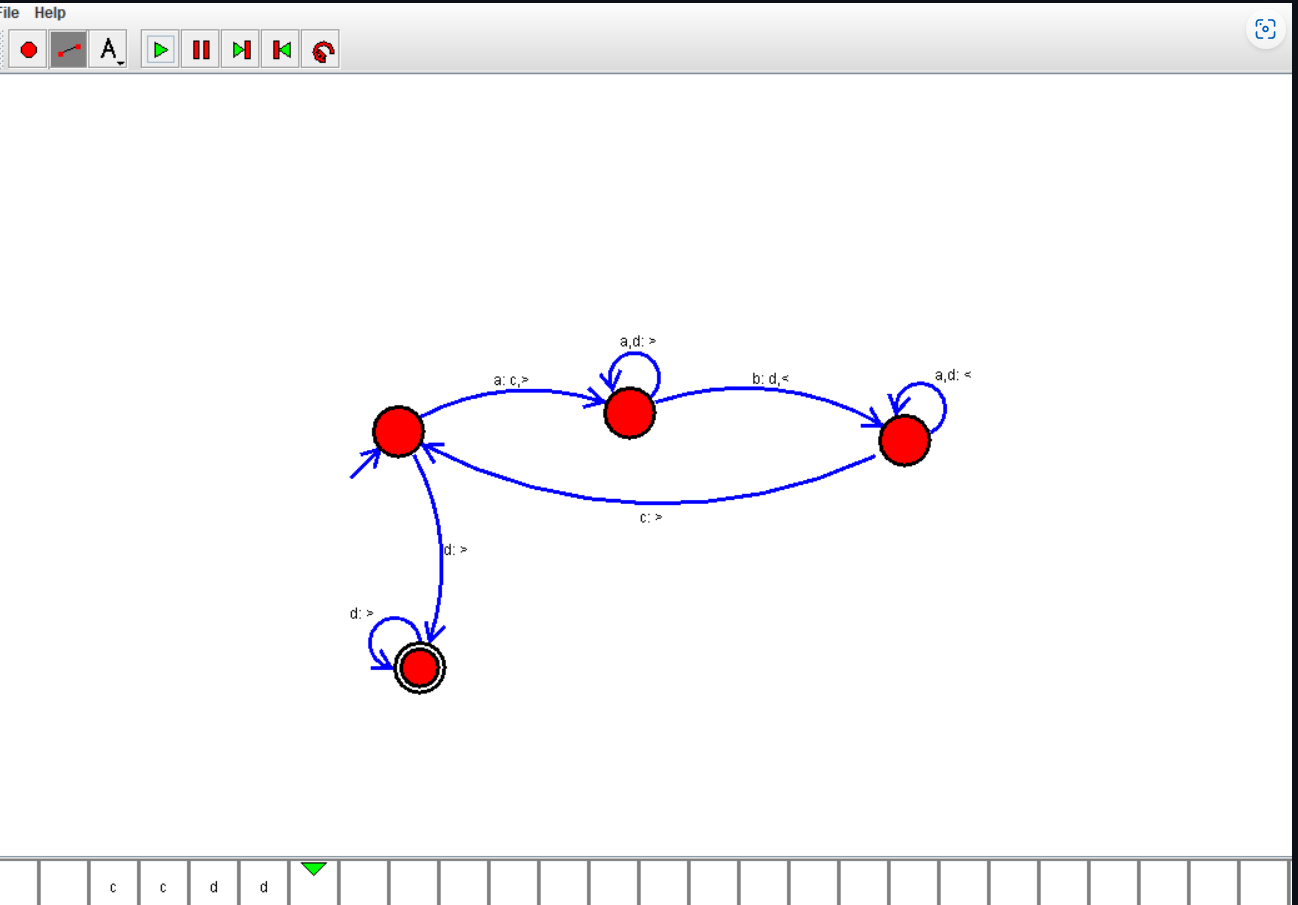 File Help
A
a,d: >
a: c,>
b: d,<
a,d: <
c: >
d: >
d: >
c c d d